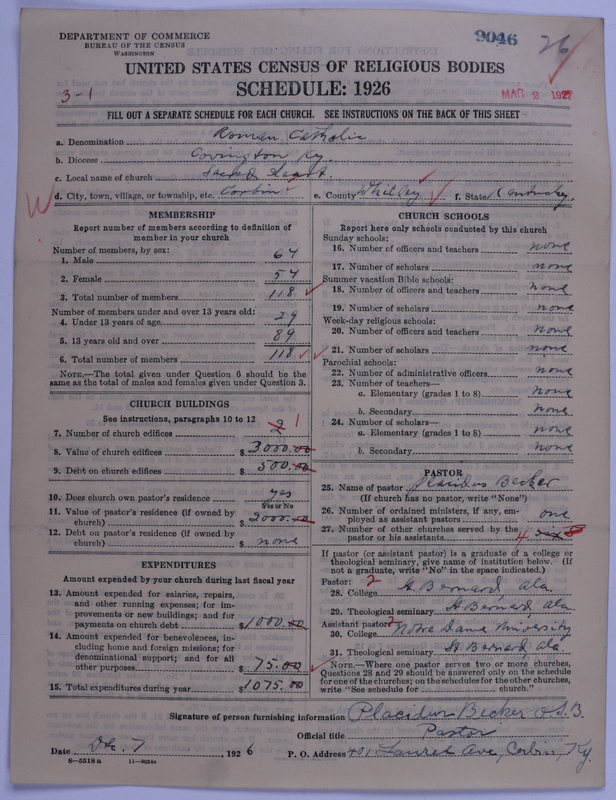 DEPARTMENT OF COMMERCE
BUREAU OF THE CENSUS
WASHINGTON
9046
26
UNITED STATES CENSUS OF RELIGIOUS BODIES
SCHEDULE: 1926
3-1
MAR 2 1927
FILL OUT A SEPARATE SCHEDULE FOR EACH CHURCH. SEE INSTRUCTIONS ON THE BACK OF THIS SHEET
a. Denomination Roman Catholic
b. Diocese Covington Ky.
c. Local name of church Sacred Heart
d. City, town, village, or township, etc. Corbin e. County Whitley f. State Kentucky.
MEMBERSHIP
Report number of members according to definition of member in your church
Number of members, by sex:
1. Male 64
2. Female 54
3. Total number of members 118
Number of members under and over 13 years old:
4. Under 13 years of age 29
5. 13 years old and over 89
6. Total number of members 118
NOTE.—The total given under Question 6 should be the same as the total of males and females given under Question 3.
CHURCH BUILDINGS
See instructions, paragraphs 10 to 12
7. Number of church edifices 2 1
8. Value of church edifices $3000.00
9. Debt on church edifices $500.00
10. Does church own pastor's residence yes
Yes or No
11. Value of pastor's residence (if owned by church) $2000.00
12. Debt on pastor's residence (if owned by church) $none
EXPENDITURES
Amount expended by your church during last fiscal year
13. Amount expended for salaries, repairs, and other running expenses; for improvements or new buildings; and for payments on church debt $1000.00
14. Amount expended for benevolences, including home and foreign missions; for denominational support; and for all other purposes $75.00
15. Total expenditures during year $1075.00
CHURCH SCHOOLS
Report here only schools conducted by this church
Sunday schools:
16. Number of officers and teachers none
17. Number of scholars none
Summer vacation Bible schools:
18. Number of officers and teachers none
19. Number of scholars none
Week-day religious schools:
20. Number of officers and teachers none
21. Number of scholars none
Parochial schools:
22. Number of administrative officers none
23. Number of teachers—
a. Elementary (grades 1 to 8) none
b. Secondary none
24. Number of scholars—
a. Elementary (grades 1 to 8) none
b. Secondary none
PASTOR
25. Name of pastor Placidus Becker
(If church has no pastor, write "None")
26. Number of ordained ministers, if any, employed as assistant pastors one
27. Number of other churches served by the pastor or his assistants 4 six 8
If pastor (or assistant pastor) is a graduate of a college or theological seminary, give name of institution below. (If not a graduate, write "No" in the space indicated.)
Pastor: 2
28. College St. Bernard, Ala.
29. Theological seminary St Bernard Ala.
Assistant pastor: 2
30. College Notre Dame University
31. Theological seminary St Bernard Ala
NOTE.—Where one pastor serves two or more churches, Questions 28 and 29 should be answered only on the schedule for one of the churches; on the schedules for the other churches, write "See schedule for church."
Signature of person furnishing information Placidus Becker O.S.B.
Official title Pastor
Date Dec. 7, 1926 P. O. Address Laurel Ave, Corbin, Ky.
8—5518 a